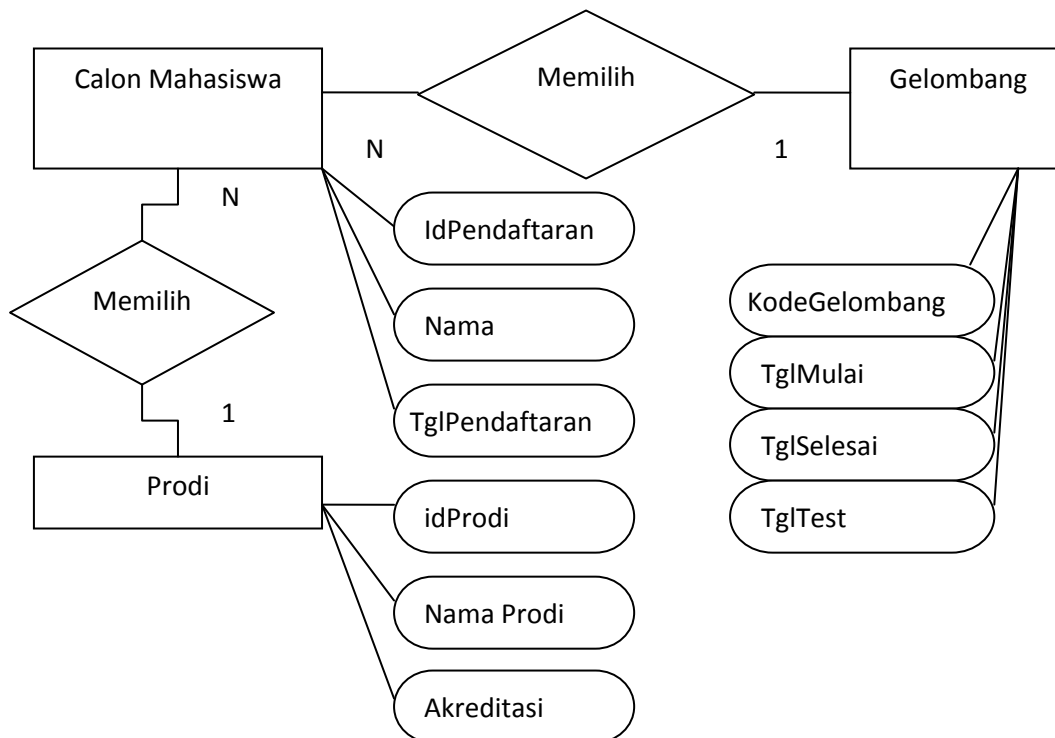 Calon Mahasiswa
Memilih
Gelombang
N
1
N
IdPendaftaran
KodeGelombang
Memilih
Nama
TglMulai
1
TglPendaftaran
TglSelesai
Prodi
idProdi
TglTest
Nama Prodi
Akreditasi